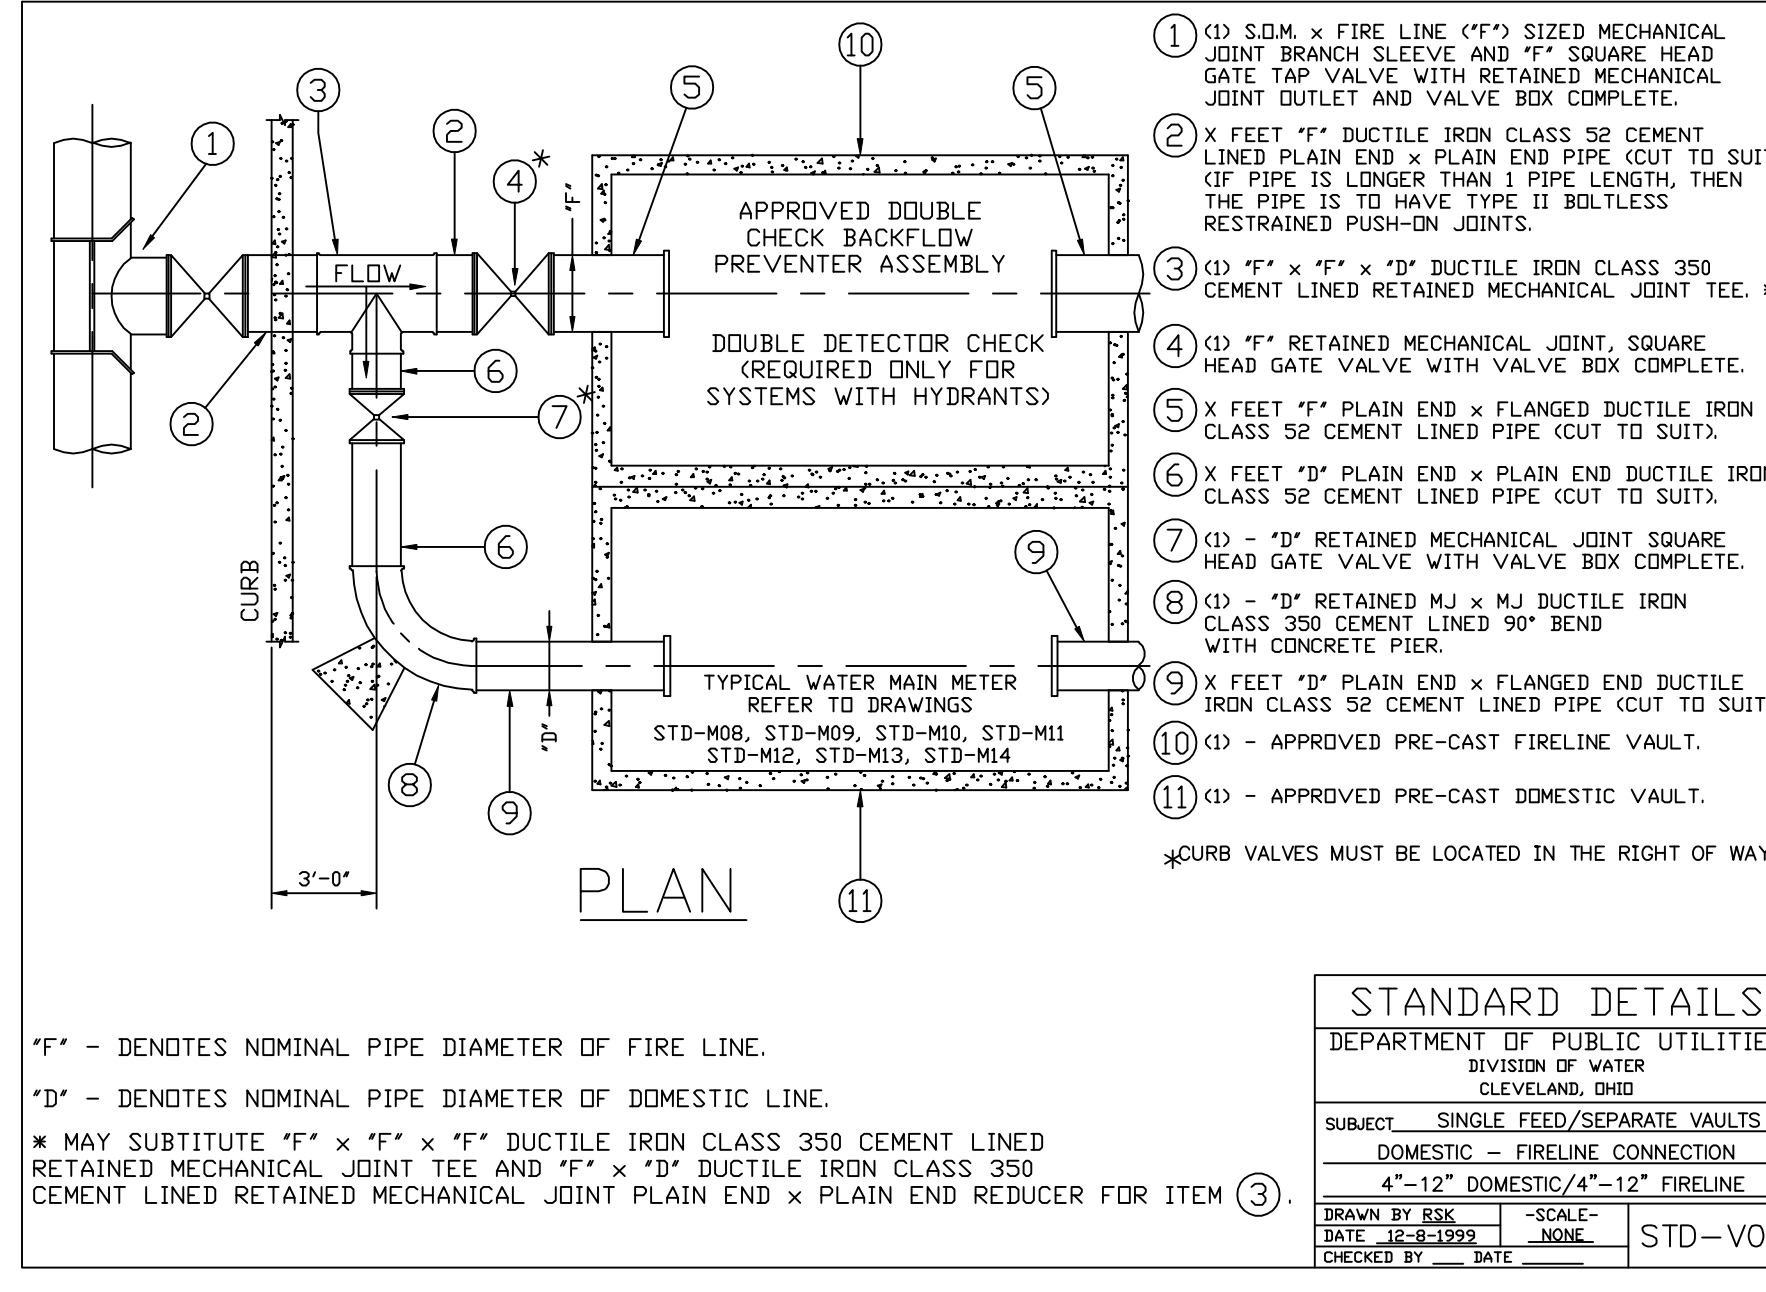 10
3
5
5
2
1
4*
"F"
APPROVED DOUBLE
CHECK BACKFLOW
PREVENTER ASSEMBLY
FLOW
DOUBLE DETECTOR CHECK
(REQUIRED ONLY FOR
SYSTEMS WITH HYDRANTS)
6
7*
2
6
9
CURB
TYPICAL WATER MAIN METER
REFER TO DRAWINGS
STD-M08, STD-M09, STD-M10, STD-M11
STD-M12, STD-M13, STD-M14
"D"
8
9
3'-0"
PLAN
11
1 (1) S.O.M. x FIRE LINE ("F") SIZED MECHANICAL
JOINT BRANCH SLEEVE AND "F" SQUARE HEAD
GATE TAP VALVE WITH RETAINED MECHANICAL
JOINT OUTLET AND VALVE BOX COMPLETE.
2 X FEET "F" DUCTILE IRON CLASS 52 CEMENT
LINED PLAIN END x PLAIN END PIPE (CUT TO SUI
(IF PIPE IS LONGER THAN 1 PIPE LENGTH, THEN
THE PIPE IS TO HAVE TYPE II BOLTLESS
RESTRAINED PUSH-ON JOINTS.
3 (1) "F" x "F" x "D" DUCTILE IRON CLASS 350
CEMENT LINED RETAINED MECHANICAL JOINT TEE. *
4 (1) "F" RETAINED MECHANICAL JOINT, SQUARE
HEAD GATE VALVE WITH VALVE BOX COMPLETE.
5 X FEET "F" PLAIN END x FLANGED DUCTILE IRON
CLASS 52 CEMENT LINED PIPE (CUT TO SUIT).
6 X FEET "D" PLAIN END x PLAIN END DUCTILE IRON
CLASS 52 CEMENT LINED PIPE (CUT TO SUIT).
7 (1) - "D" RETAINED MECHANICAL JOINT SQUARE
HEAD GATE VALVE WITH VALVE BOX COMPLETE.
8 (1) - "D" RETAINED MJ x MJ DUCTILE IRON
CLASS 350 CEMENT LINED 90° BEND
WITH CONCRETE PIER.
9 X FEET "D" PLAIN END x FLANGED END DUCTILE
IRON CLASS 52 CEMENT LINED PIPE (CUT TO SUIT
10 (1) - APPROVED PRE-CAST FIRELINE VAULT.
11 (1) - APPROVED PRE-CAST DOMESTIC VAULT.
*CURB VALVES MUST BE LOCATED IN THE RIGHT OF WAY
"F" - DENOTES NOMINAL PIPE DIAMETER OF FIRE LINE.
"D" - DENOTES NOMINAL PIPE DIAMETER OF DOMESTIC LINE.
* MAY SUBTITUTE "F" x "F" x "F" DUCTILE IRON CLASS 350 CEMENT LINED
RETAINED MECHANICAL JOINT TEE AND "F" x "D" DUCTILE IRON CLASS 350
CEMENT LINED RETAINED MECHANICAL JOINT PLAIN END x PLAIN END REDUCER FOR ITEM 3.
STANDARD DETAILS
DEPARTMENT OF PUBLIC UTILITIE
DIVISION OF WATER
CLEVELAND, OHIO
SUBJECT SINGLE FEED/SEPARATE VAULTS
DOMESTIC - FIRELINE CONNECTION
4"-12" DOMESTIC/4"-12" FIRELINE
DRAWN BY RSK
DATE 12-8-1999
CHECKED BY ___ DATE ______
-SCALE-
NONE
STD-V0